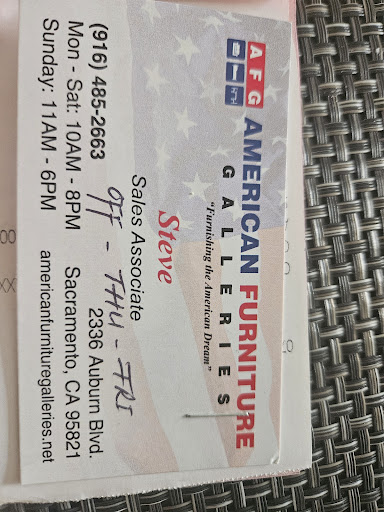 AFG AMERICAN FURNITURE
GALLERIES
"Furnishing the American Dream"
Steve
Sales Associate
OFF - THU - FRI
(916) 485-2663
2336 Auburn Blvd.
Mon - Sat: 10AM - 8PM
Sacramento, CA 95821
Sunday: 11AM - 6PM
americanfurnituregalleries.net